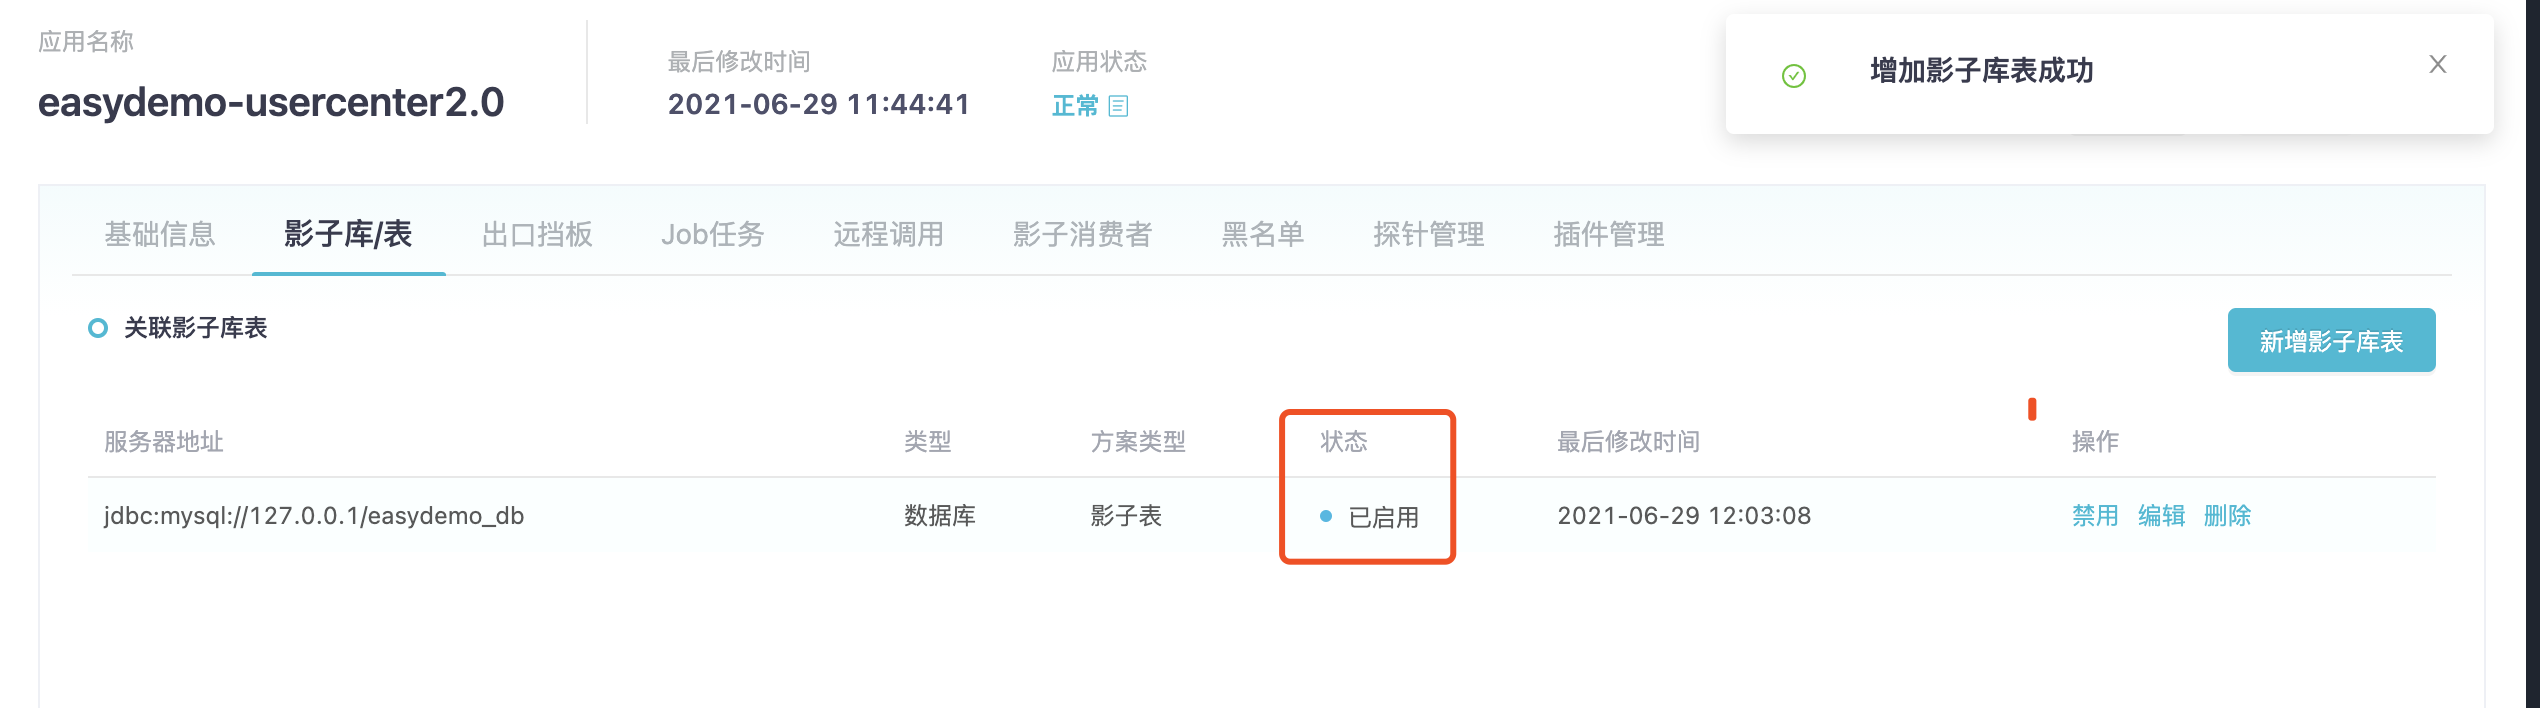 应用名称
easydemo-usercenter2.0
最后修改时间
2021-06-29 11:44:41
应用状态
正常
增加影子库表成功
基础信息 影子库/表 出口挡板 Job任务 远程调用 影子消费者 黑名单 探针管理 插件管理
关联影子库表
新增影子库表
服务器地址 类型 方案类型 状态 最后修改时间 操作
jdbc:mysql://127.0.0.1/easydemo_db 数据库 影子表 已启用 2021-06-29 12:03:08 禁用 编辑 删除